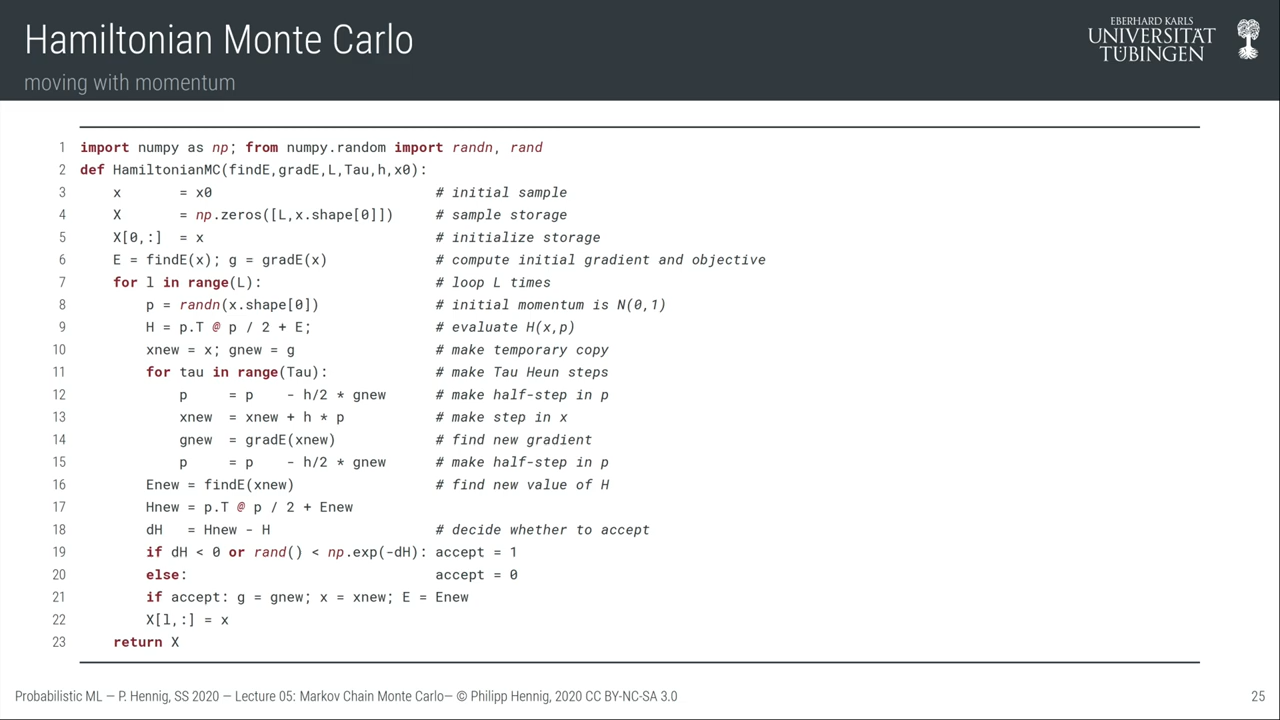 Hamiltonian Monte Carlo
moving with momentum
EBERHARD KARLS
UNIVERSITÄT
TÜBINGEN
1 import numpy as np; from numpy.random import randn, rand
2 def HamiltonianMC(findE,gradE,L,Tau,h,x0):
3 x = x0 # initial sample
4 X = np.zeros([L,x.shape[0]]) # sample storage
5 X[0,:] = x # initialize storage
6 E = findE(x); g = gradE(x) # compute initial gradient and objective
7 for l in range(L): # loop L times
8 p = randn(x.shape[0]) # initial momentum is N(0,1)
9 H = p.T @ p / 2 + E; # evaluate H(x,p)
10 xnew = x; gnew = g # make temporary copy
11 for tau in range(Tau): # make Tau Heun steps
12 p = p - h/2 * gnew # make half-step in p
13 xnew = xnew + h * p # make step in x
14 gnew = gradE(xnew) # find new gradient
15 p = p - h/2 * gnew # make half-step in p
16 Enew = findE(xnew) # find new value of H
17 Hnew = p.T @ p / 2 + Enew
18 dH = Hnew - H # decide whether to accept
19 if dH < 0 or rand() < np.exp(-dH): accept = 1
20 else: accept = 0
21 if accept: g = gnew; x = xnew; E = Enew
22 X[l,:] = x
23 return X
Probabilistic ML — P. Hennig, SS 2020 — Lecture 05: Markov Chain Monte Carlo— © Philipp Hennig, 2020 CC BY-NC-SA 3.0
25